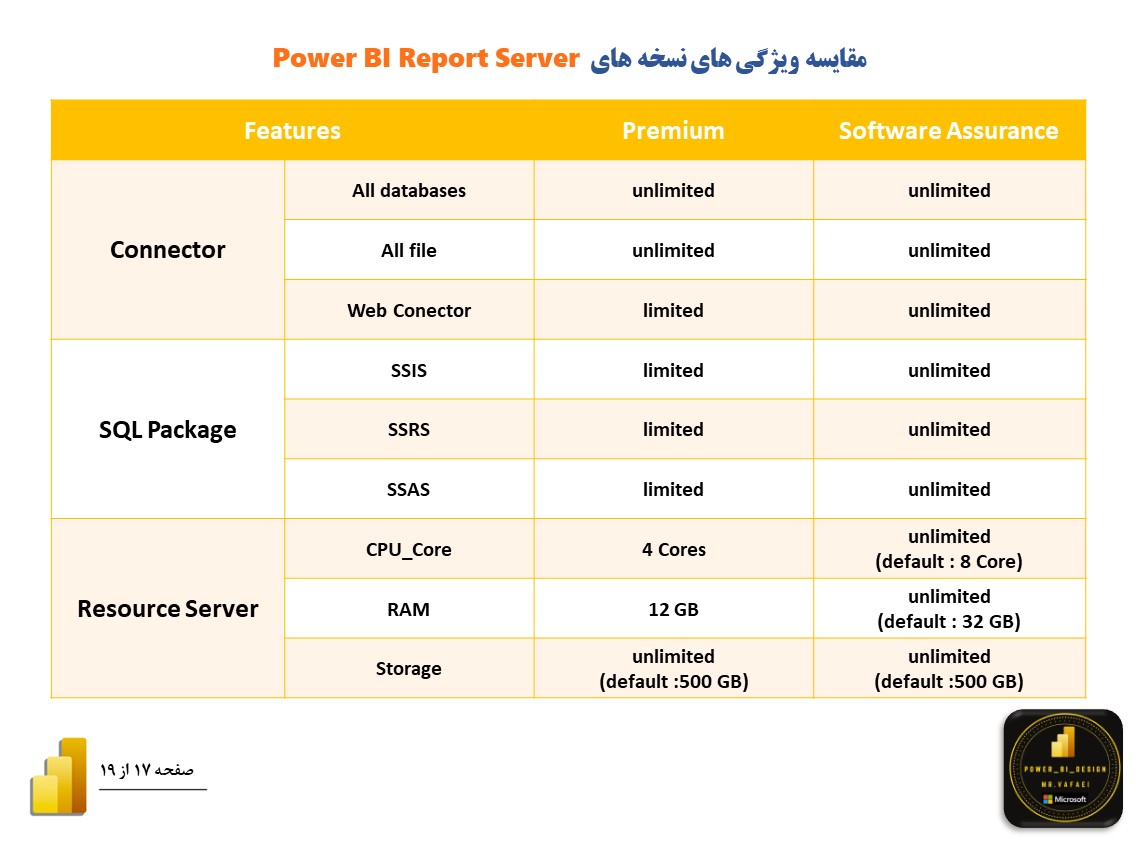 مقایسه ویژگی های نسخه های Power BI Report Server
Features Premium Software Assurance
Connector
All databases unlimited unlimited
All file unlimited unlimited
Web Conector limited unlimited
SQL Package
SSIS limited unlimited
SSRS limited unlimited
SSAS limited unlimited
Resource Server
CPU_Core 4 Cores unlimited
(default : 8 Core)
RAM 12 GB unlimited
(default : 32 GB)
Storage unlimited unlimited
(default :500 GB) (default :500 GB)
صفحه ۱۷ از ۱۹
POWER_BI_DESIGN
MR.VAFAEI
Microsoft